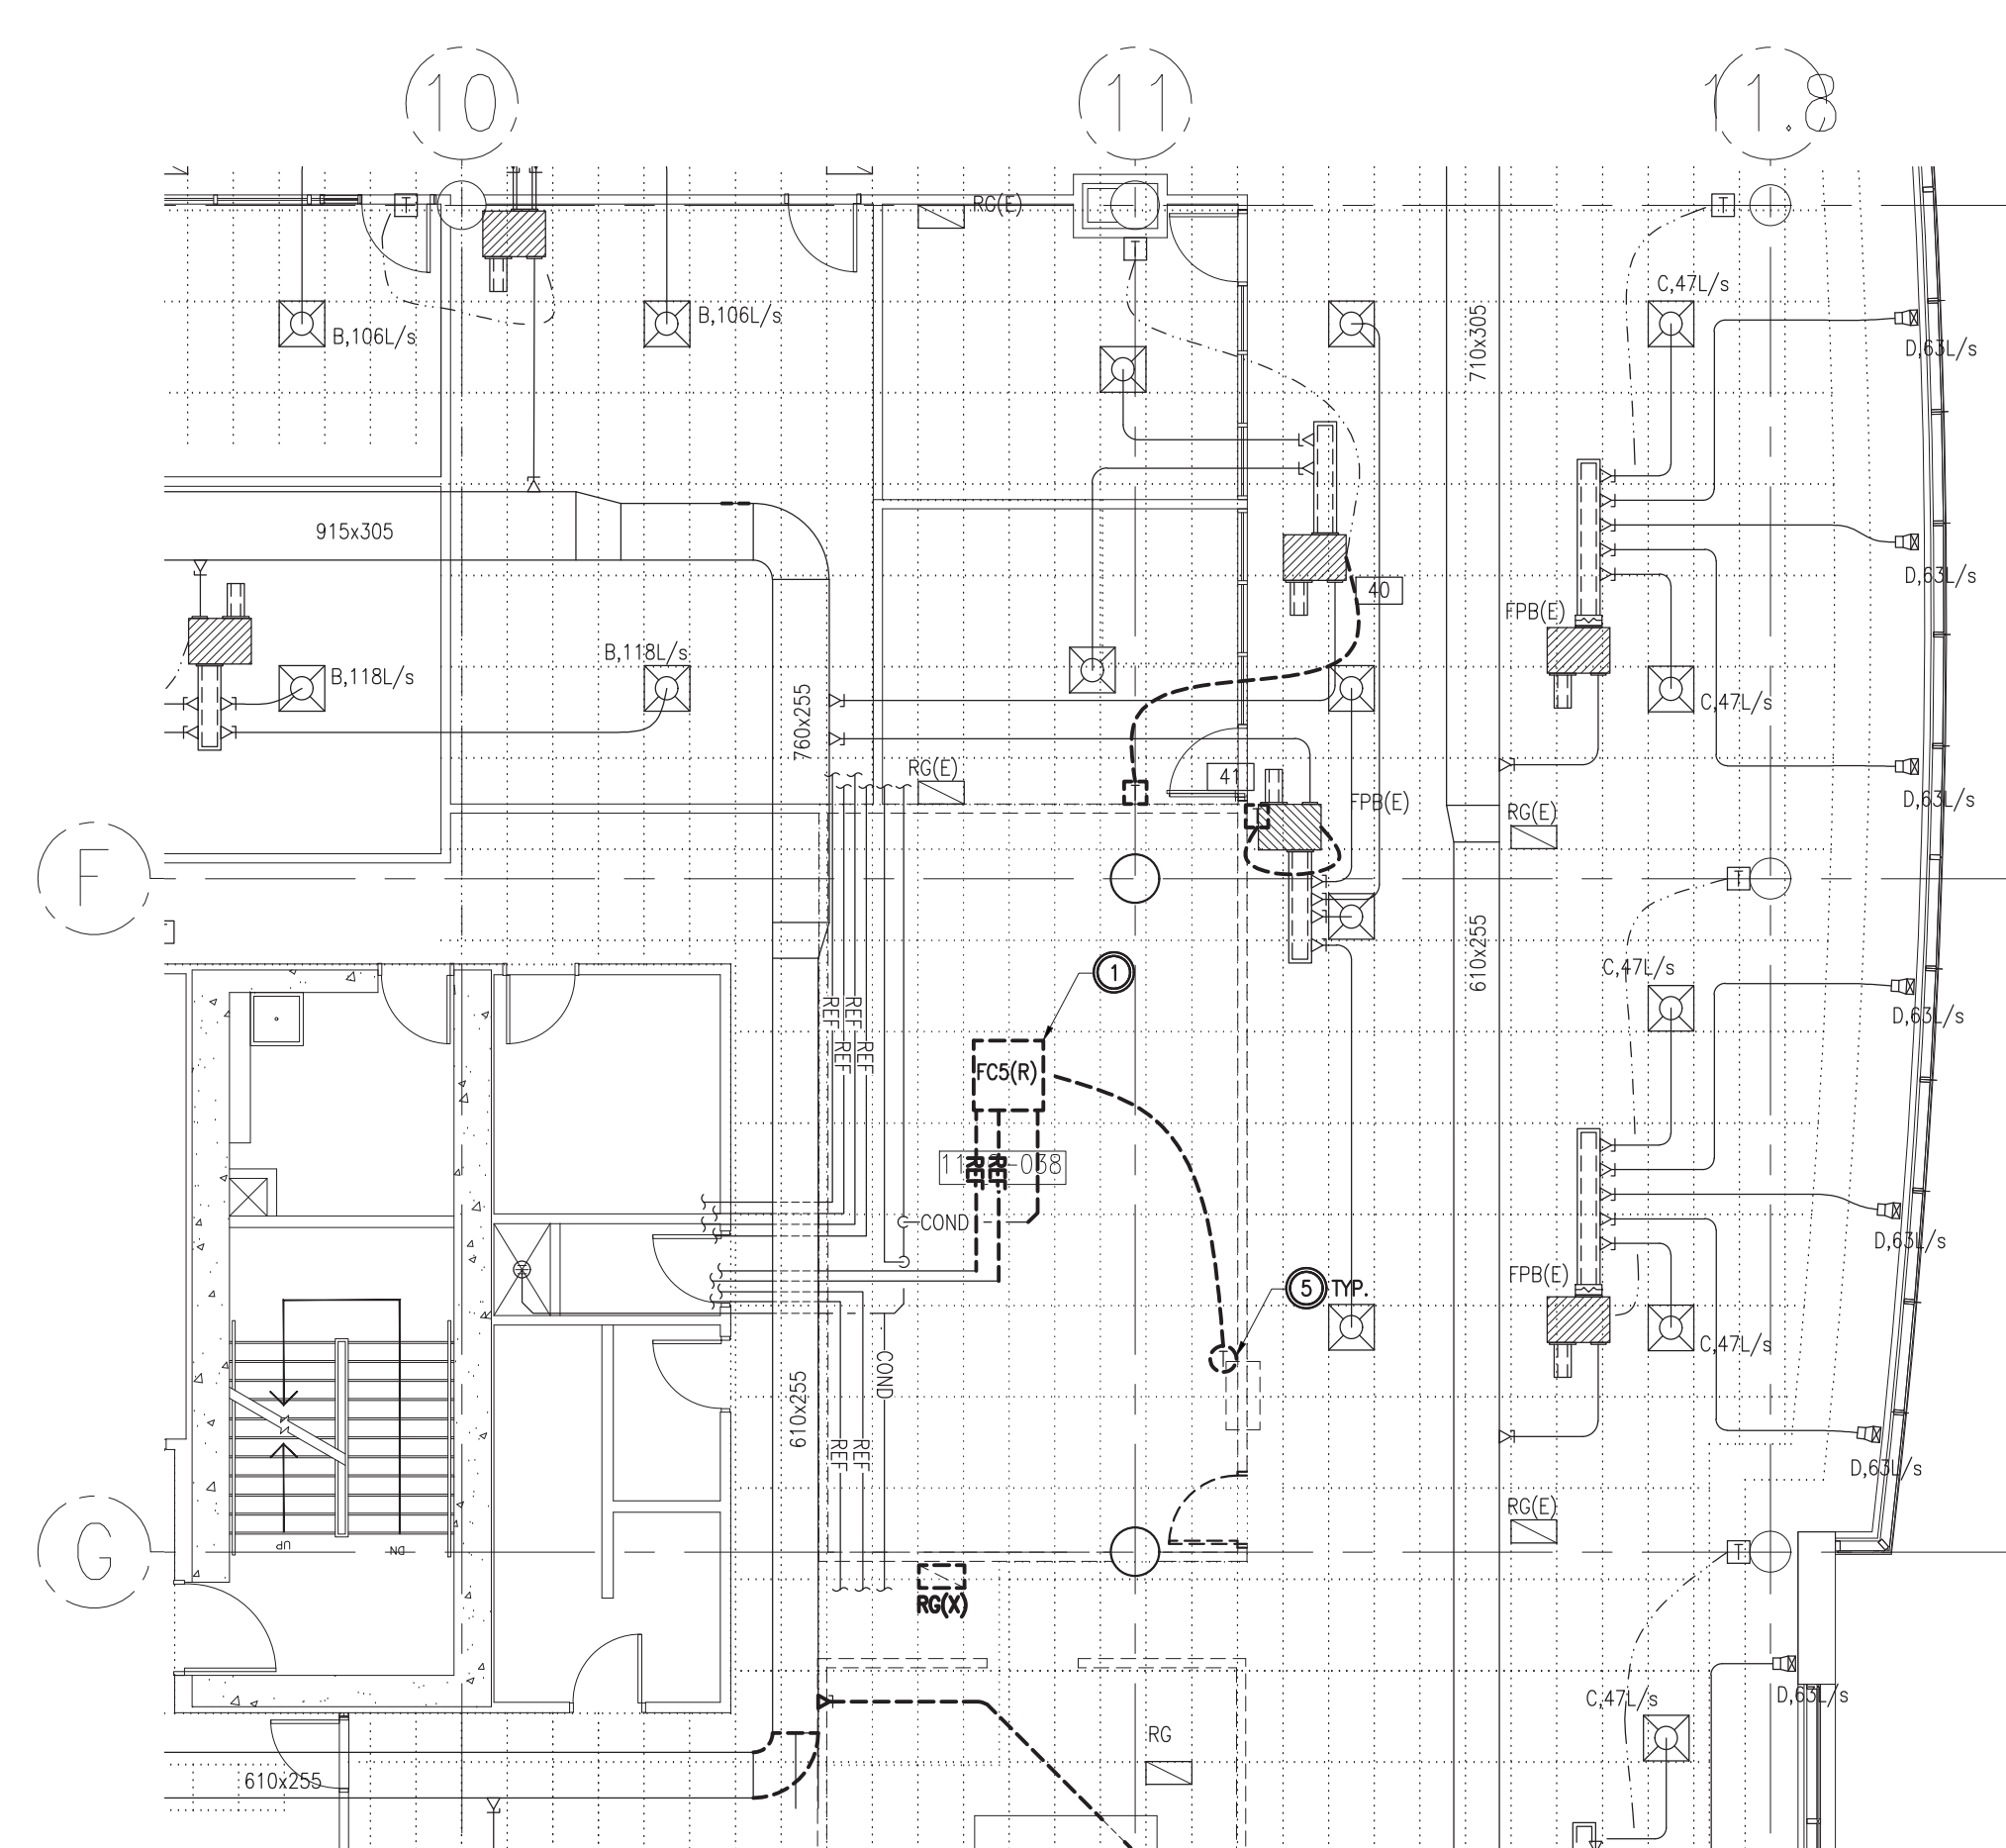 10
11
11.8
RG(E)
T
T
T
C,47L/s
B,106L/s
B,106L/s
D,63L/s
710x305
915x305
D,63L/s
40
FPB(E)
B,118L/s
B,118L/s
C,47L/s
760x255
RG(E)
41
T
FPB(E)
D,63L/s
RG(E)
F
T
610x255
1
C,47L/s
REF
REF
D,63L/s
REF
REF
FC5(R)
REF
REF
COND
D,63L/s
FPB(E)
5 TYP.
C,47L/s
T
COND
610x255
REF
REF
D,63L/s
RG(E)
G
UP
DN
T
RG(X)
C,47L/s
D,63L/s
RG
610x255